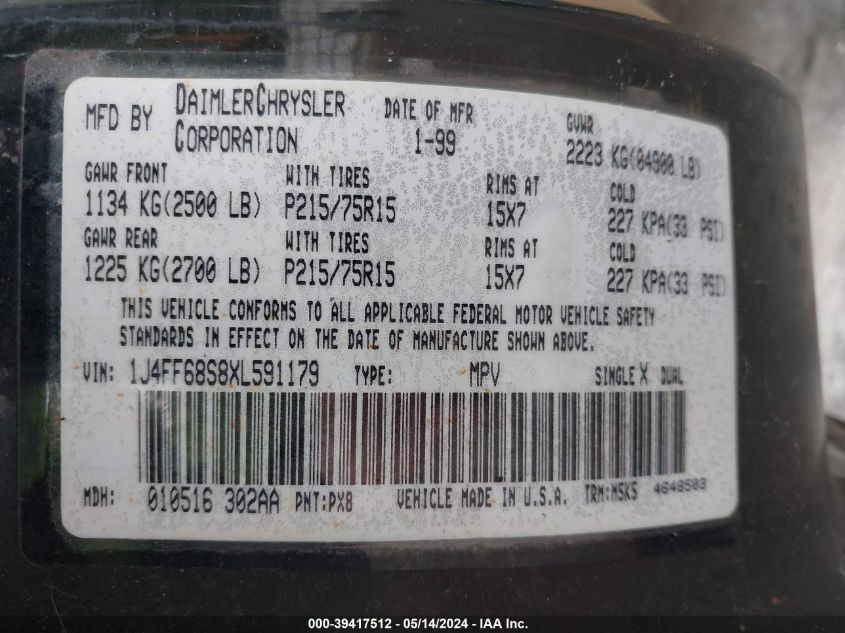 MFD BY DAIMLERCHRYSLER CORPORATION DATE OF MFR 1-99 GVWR 2223 KG(04900 LB)
GAWR FRONT WITH TIRES RIMS AT COLD
1134 KG(2500 LB) P215/75R15 15X7 227 KPA(33 PSI)
GAWR REAR WITH TIRES RIMS AT COLD
1225 KG(2700 LB) P215/75R15 15X7 227 KPA(33 PSI)
THIS VEHICLE CONFORMS TO ALL APPLICABLE FEDERAL MOTOR VEHICLE SAFETY
STANDARDS IN EFFECT ON THE DATE OF MANUFACTURE SHOWN ABOVE.
VIN: 1J4FF68S8XL591179 TYPE: MPV SINGLE X DUAL
MDH: 010516 302AA PNT:PX8 VEHICLE MADE IN U.S.A. TRM:M5K5 4648503
000-39417512 - 05/14/2024 - IAA Inc.